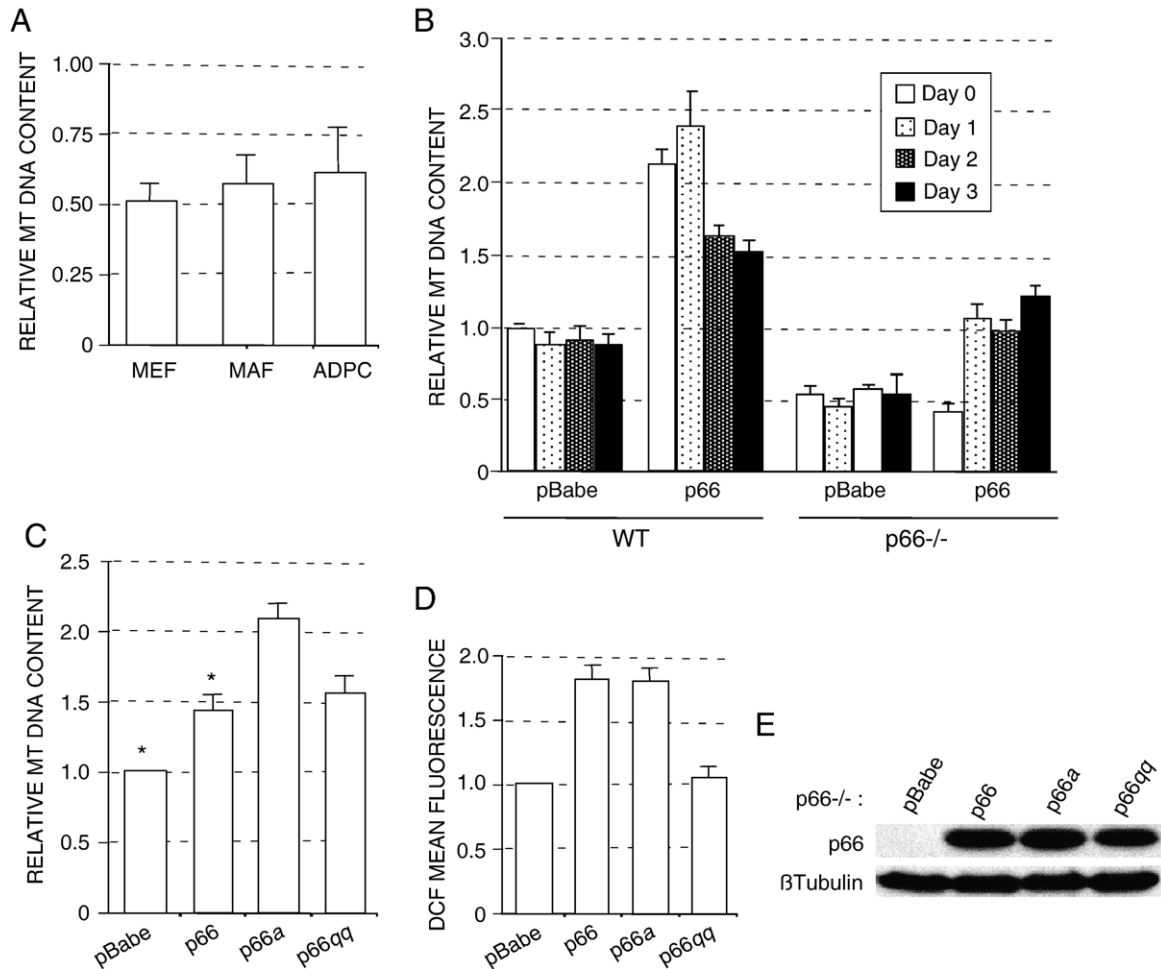 A
RELATIVE MT DNA CONTENT
1.00
0.75
0.50
0.25
0
MEF MAF ADPC
B
RELATIVE MT DNA CONTENT
3.0
2.5
2.0
1.5
1.0
0.5
0
Day 0
Day 1
Day 2
Day 3
pBabe p66 pBabe p66
WT p66-/-
C
RELATIVE MT DNA CONTENT
2.5
2.0
1.5
1.0
0.5
0
* *
pBabe p66 p66a p66qq
D
DCF MEAN FLUORESCENCE
2.0
1.5
1.0
0.5
0
pBabe p66 p66a p66qq
E
p66-/- : pBabe p66 p66a p66qq
p66
ßTubulin